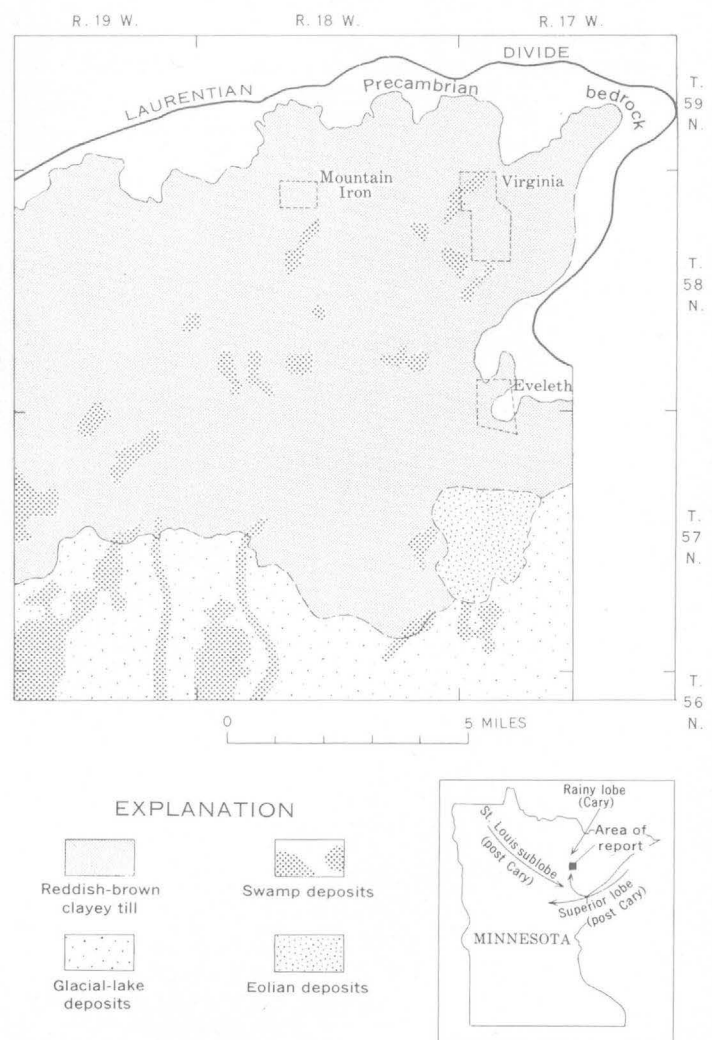 R. 19 W. R. 18 W. R. 17 W.
LAURENTIAN DIVIDE
Precambrian bedrock
T.
59
N.
Mountain
Iron
Virginia
T.
58
N.
Eveleth
T.
57
N.
T.
56
N.
0 5 MILES
EXPLANATION
Reddish-brown
clayey till
Swamp deposits
Glacial-lake
deposits
Eolian deposits
Rainy lobe
(Cary)
St. Louis sublobe
(post Cary)
Area of
report
Superior lobe
(post Cary)
MINNESOTA